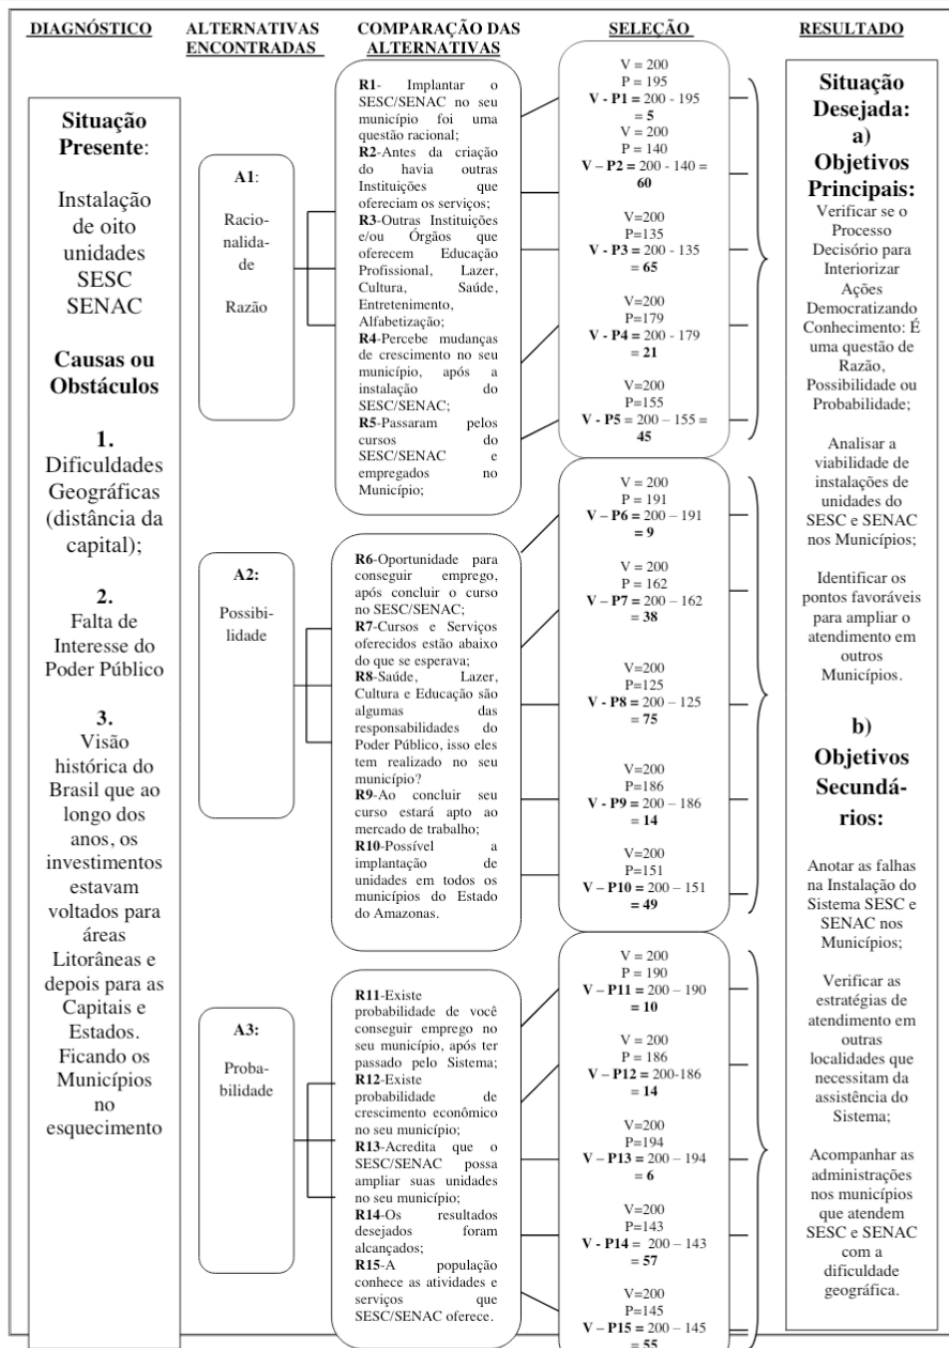 DIAGNÓSTICO
ALTERNATIVAS
ENCONTRADAS
COMPARAÇÃO DAS
ALTERNATIVAS
SELEÇÃO
RESULTADO
Situação
Presente:
Instalação
de oito
unidades
SESC
SENAC
Causas ou
Obstáculos
1.
Dificuldades
Geográficas
(distância da
capital);
2.
Falta de
Interesse do
Poder Público
3.
Visão
histórica do
Brasil que ao
longo dos
anos, os
investimentos
estavam
voltados para
áreas
Litorâneas e
depois para as
Capitais e
Estados.
Ficando os
Municípios
no
esquecimento
A1:
Racio-
nalida-
de
Razão
A2:
Possibi-
lidade
A3:
Proba-
bilidade
R1- Implantar o
SESC/SENAC no seu
município foi uma
questão racional;
R2-Antes da criação
do havia outras
Instituições que
ofereciam os serviços;
R3-Outras Instituições
e/ou Órgãos que
oferecem Educação
Profissional, Lazer,
Cultura, Saúde,
Entretenimento,
Alfabetização;
R4-Percebe mudanças
de crescimento no seu
município, após a
instalação do
SESC/SENAC;
R5-Passaram pelos
cursos do
SESC/SENAC e
empregados no
Município;
R6-Oportunidade para
conseguir emprego,
após concluir o curso
no SESC/SENAC;
R7-Cursos e Serviços
oferecidos estão abaixo
do que se esperava;
R8-Saúde, Lazer,
Cultura e Educação são
algumas das
responsabilidades do
Poder Público, isso eles
tem realizado no seu
município?
R9-Ao concluir seu
curso estará apto ao
mercado de trabalho;
R10-Possível a
implantação de
unidades em todos os
municípios do Estado
do Amazonas.
R11-Existe
probabilidade de você
conseguir emprego no
seu município, após ter
passado pelo Sistema;
R12-Existe
probabilidade de
crescimento econômico
no seu município;
R13-Acredita que o
SESC/SENAC possa
ampliar suas unidades
no seu município;
R14-Os resultados
desejados foram
alcançados;
R15-A população
conhece as atividades e
serviços que
SESC/SENAC oferece.
V = 200
P = 195
V - P1 = 200 - 195
= 5
V = 200
P = 140
V – P2 = 200 - 140 =
60
V=200
P=135
V - P3 = 200 - 135
= 65
V=200
P=179
V - P4 = 200 - 179
= 21
V=200
P=155
V - P5 = 200 – 155 =
45
V = 200
P = 191
V – P6 = 200 – 191
= 9
V = 200
P = 162
V – P7 = 200 – 162
= 38
V=200
P=125
V - P8 = 200 – 125
= 75
V=200
P=186
V - P9 = 200 – 186
= 14
V=200
P=151
V – P10 = 200 – 151
= 49
V = 200
P = 190
V – P11 = 200 – 190
= 10
V = 200
P = 186
V – P12 = 200-186
= 14
V=200
P=194
V – P13 = 200 – 194
= 6
V=200
P=143
V - P14 = 200 – 143
= 57
V=200
P=145
V – P15 = 200 – 145
= 55
Situação
Desejada:
a)
Objetivos
Principais:
Verificar se o
Processo
Decisório para
Interiorizar
Ações
Democratizando
Conhecimento: É
uma questão de
Razão,
Possibilidade ou
Probabilidade;
Analisar a
viabilidade de
instalações de
unidades do
SESC e SENAC
nos Municípios;
Identificar os
pontos favoráveis
para ampliar o
atendimento em
outros
Municípios.
b)
Objetivos
Secundá-
rios:
Anotar as falhas
na Instalação do
Sistema SESC e
SENAC nos
Municípios;
Verificar as
estratégias de
atendimento em
outras
localidades que
necessitam da
assistência do
Sistema;
Acompanhar as
administrações
nos municípios
que atendem
SESC e SENAC
com a
dificuldade
geográfica.